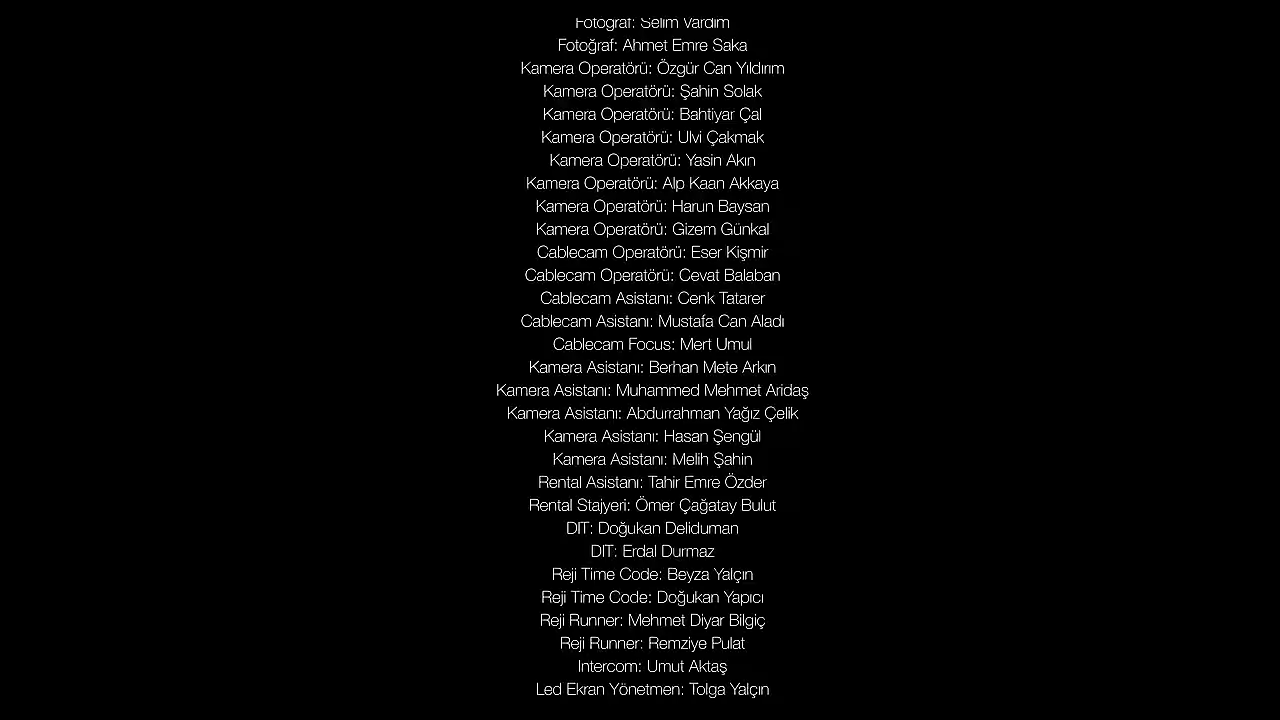 Fotoğraf: Selim Vardım
Fotoğraf: Ahmet Emre Saka
Kamera Operatörü: Özgür Can Yıldırım
Kamera Operatörü: Şahin Solak
Kamera Operatörü: Bahtiyar Çal
Kamera Operatörü: Ulvi Çakmak
Kamera Operatörü: Yasin Akın
Kamera Operatörü: Alp Kaan Akkaya
Kamera Operatörü: Harun Baysan
Kamera Operatörü: Gizem Günkal
Cablecam Operatörü: Eser Kişmir
Cablecam Operatörü: Cevat Balaban
Cablecam Asistanı: Cenk Tatarer
Cablecam Asistanı: Mustafa Can Aladı
Cablecam Focus: Mert Umul
Kamera Asistanı: Berhan Mete Arkın
Kamera Asistanı: Muhammed Mehmet Aridaş
Kamera Asistanı: Abdurrahman Yağız Çelik
Kamera Asistanı: Hasan Şengül
Kamera Asistanı: Melih Şahin
Rental Asistanı: Tahir Emre Özder
Rental Stajyeri: Ömer Çağatay Bulut
DIT: Doğukan Deliduman
DIT: Erdal Durmaz
Reji Time Code: Beyza Yalçın
Reji Time Code: Doğukan Yapıcı
Reji Runner: Mehmet Diyar Bilgiç
Reji Runner: Remziye Pulat
Intercom: Umut Aktaş
Led Ekran Yönetmen: Tolga Yalçın